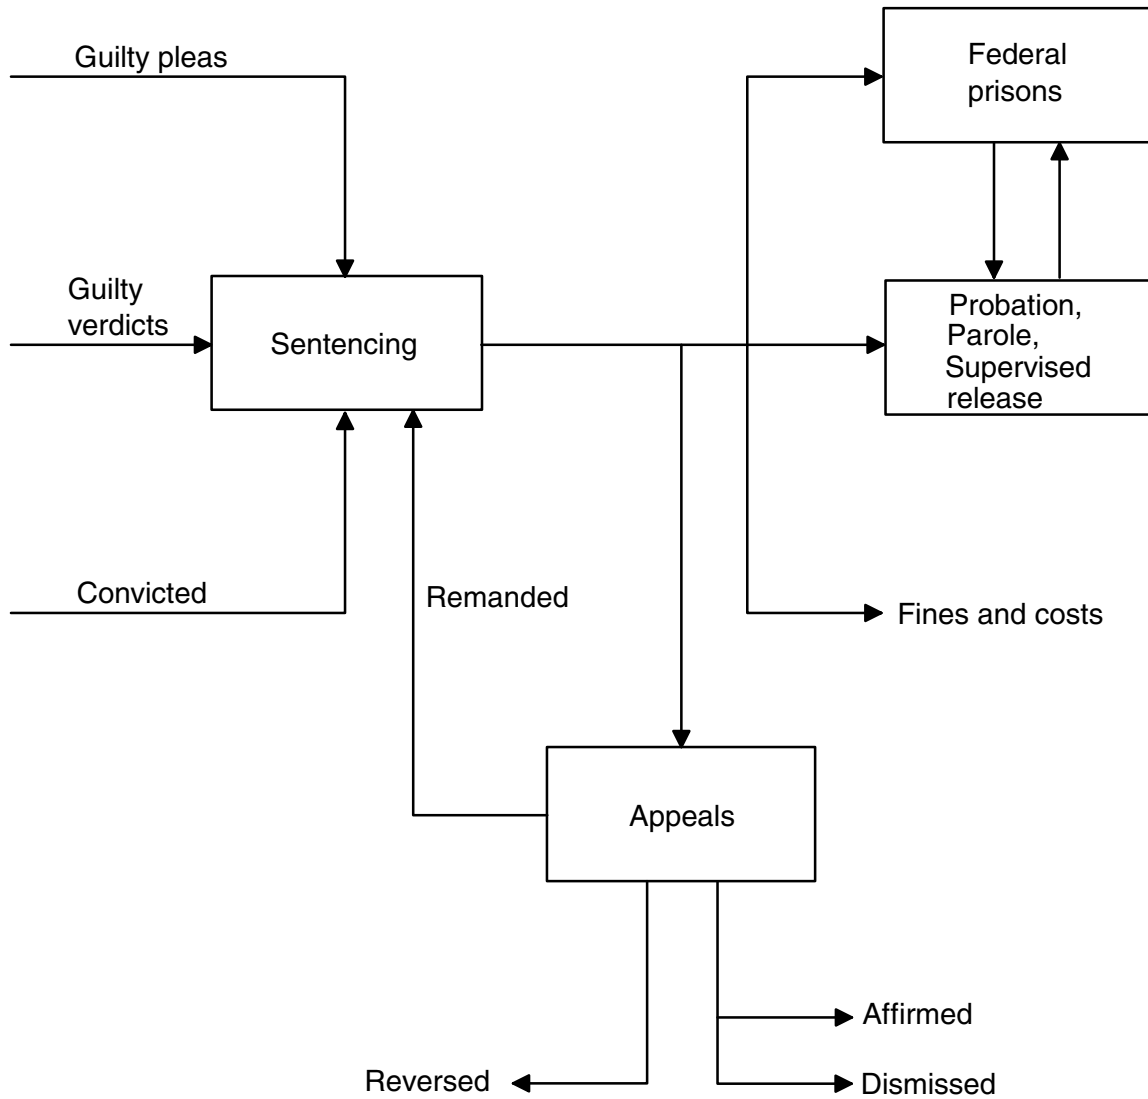 Guilty pleas
Federal
prisons
Guilty
verdicts
Sentencing
Probation,
Parole,
Supervised
release
Convicted
Remanded
Fines and costs
Appeals
Affirmed
Reversed
Dismissed